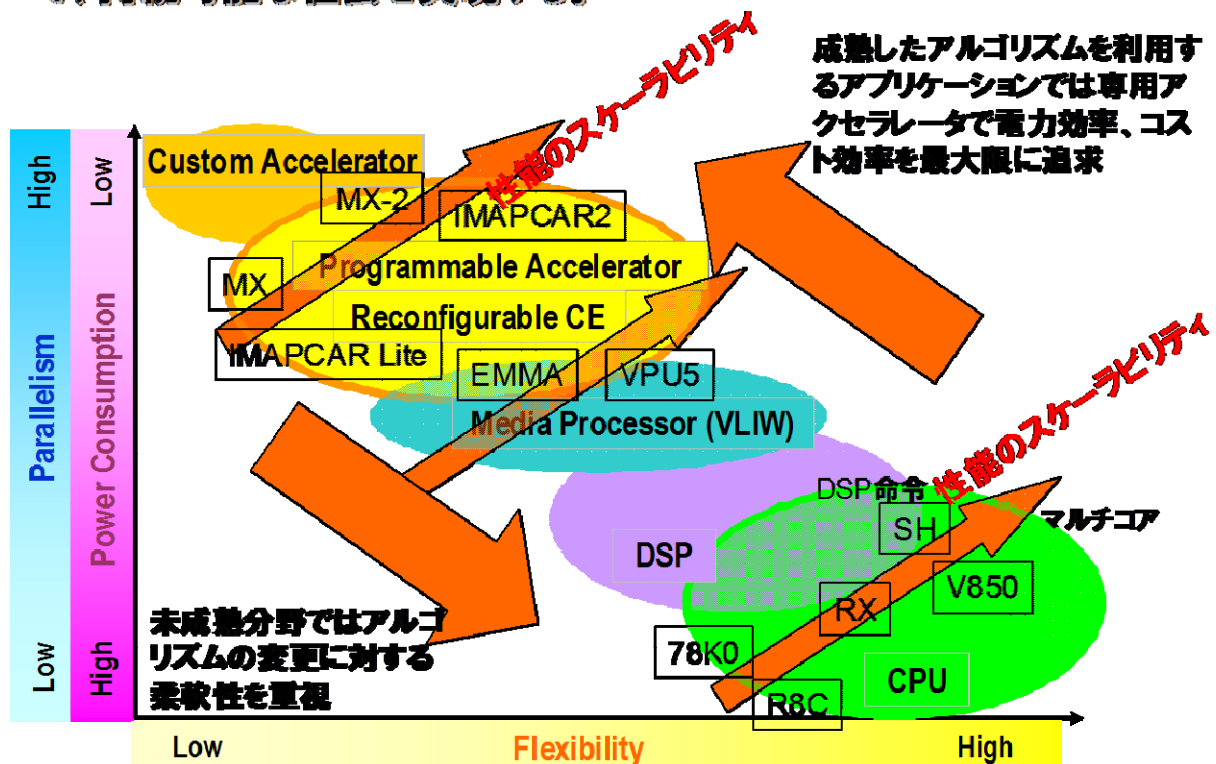 性能のスケーラビリティ
成熟したアルゴリズムを利用す
るアプリケーションでは専用ア
クセラレータで電力効率、コス
ト効率を最大限に追求
High
Low
Custom Accelerator
MX-2
IMAPCAR2
Programmable Accelerator
MX
Reconfigurable CE
IMAPCAR Lite
EMMA
VPU5
Media Processor (VLIW)
Parallelism
Power Consumption
性能のスケーラビリティ
DSP命令
SH
マルチコア
DSP
V850
RX
未成熟分野ではアルゴ
リズムの変更に対する
柔軟性を重視
78K0
CPU
R8C
Low
High
Low
Flexibility
High